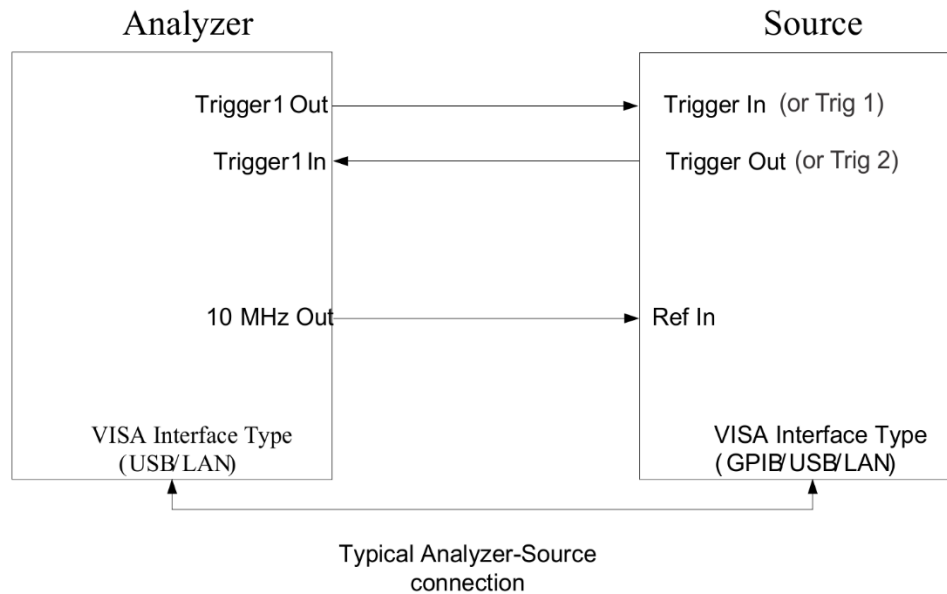 Analyzer
Source
Trigger1 Out
Trigger In (or Trig 1)
Trigger1 In
Trigger Out (or Trig 2)
10 MHz Out
Ref In
VISA Interface Type
(USB/LAN)
VISA Interface Type
(GPIB/USB/LAN)
Typical Analyzer-Source
connection